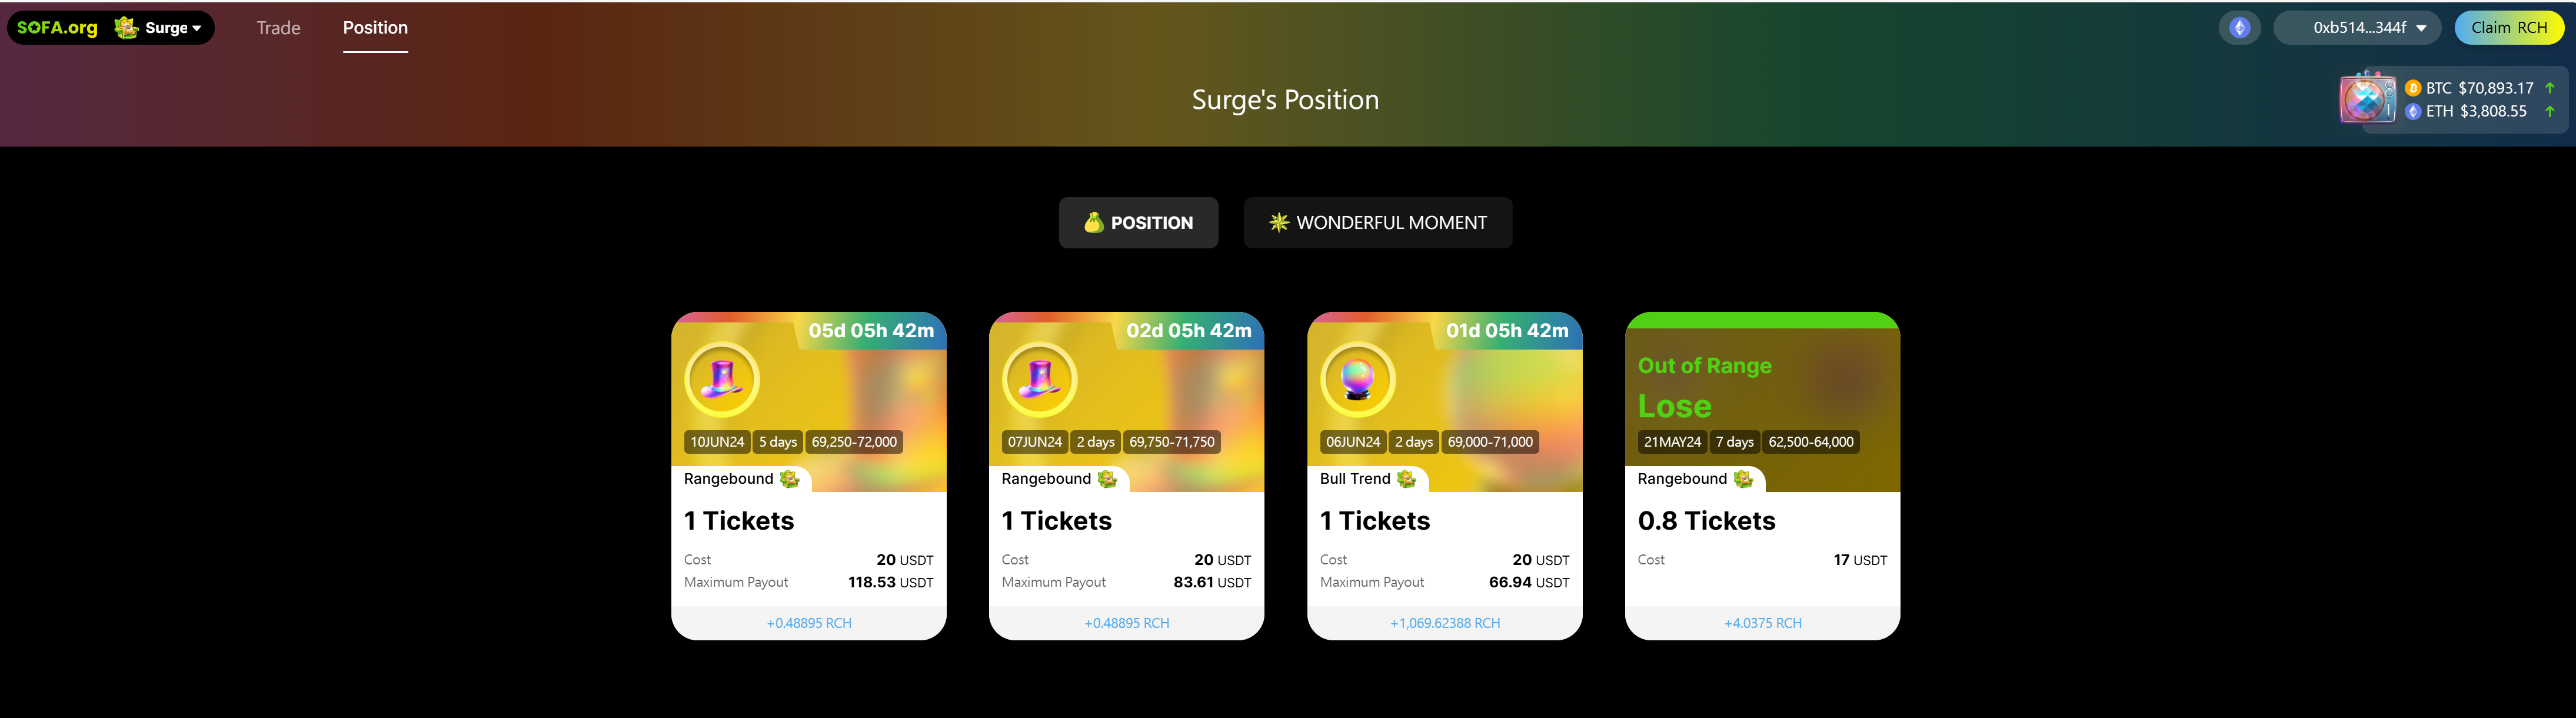 SOFA.org Surge Trade Position 0xb514...344f Claim RCH
Surge's Position
BTC $70,893.17
ETH $3,808.55
POSITION WONDERFUL MOMENT
05d 05h 42m
10JUN24 5 days 69,250-72,000
Rangebound
1 Tickets
Cost 20 USDT
Maximum Payout 118.53 USDT
+0.48895 RCH
02d 05h 42m
07JUN24 2 days 69,750-71,750
Rangebound
1 Tickets
Cost 20 USDT
Maximum Payout 83.61 USDT
+0.48895 RCH
01d 05h 42m
06JUN24 2 days 69,000-71,000
Bull Trend
1 Tickets
Cost 20 USDT
Maximum Payout 66.94 USDT
+1,069.62388 RCH
Out of Range
Lose
21MAY24 7 days 62,500-64,000
Rangebound
0.8 Tickets
Cost 17 USDT
+4.0375 RCH